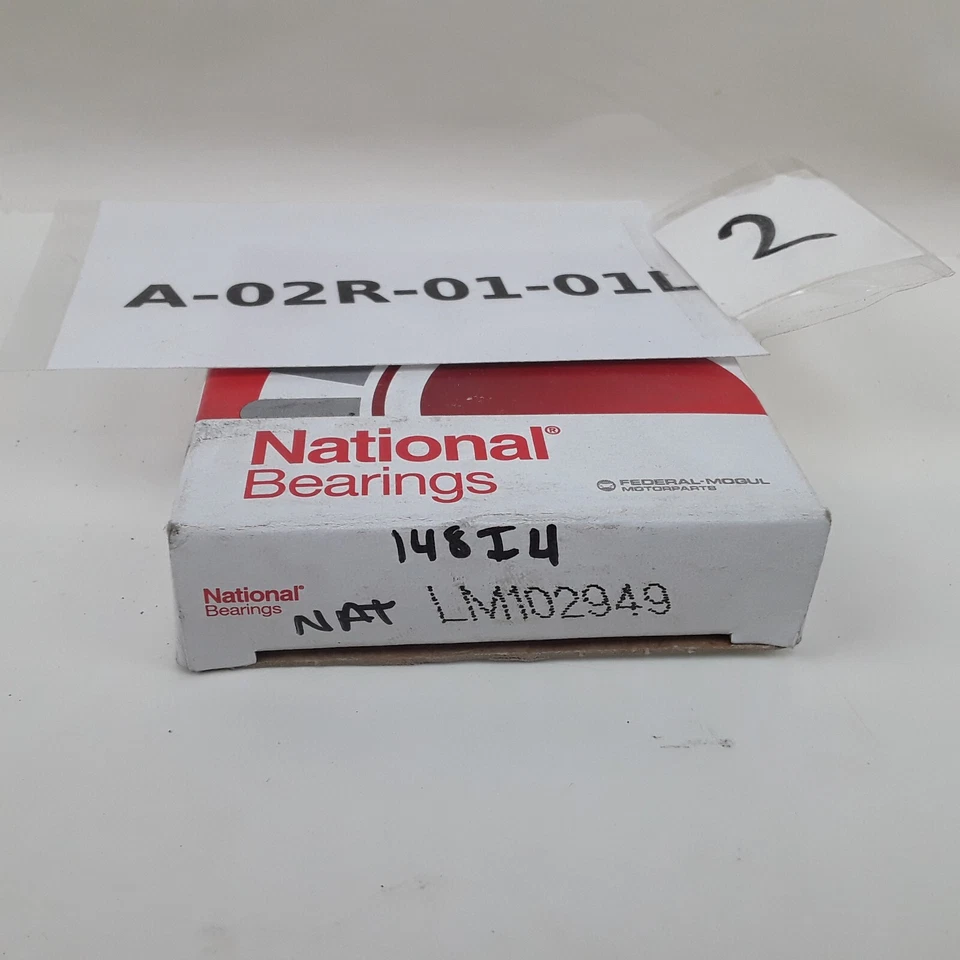 2
A-02R-01-01L
National®
Bearings
FEDERAL-MOGUL
MOTORPARTS
148I4
National®
Bearings
NAT LM102949